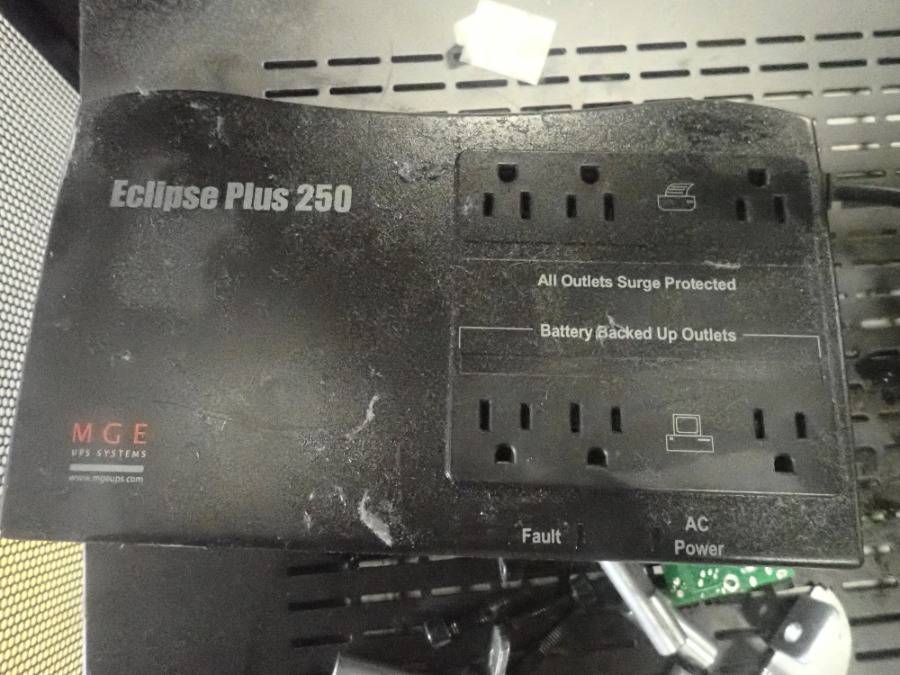 Eclipse Plus 250
All Outlets Surge Protected
Battery Backed Up Outlets
MGE
UPS SYSTEMS
www.mgeups.com
Fault
AC
Power